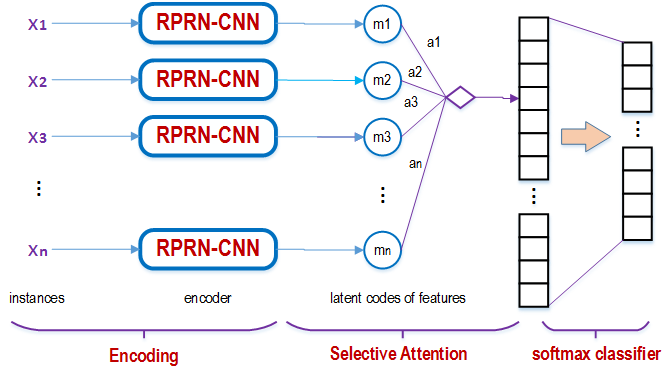 X1 RPRN-CNN m1 a1
X2 RPRN-CNN m2 a2
X3 RPRN-CNN m3 a3
⋮ ⋮ an ⋮ ⋮
Xn RPRN-CNN mn
instances encoder latent codes of features
Encoding Selective Attention softmax classifier